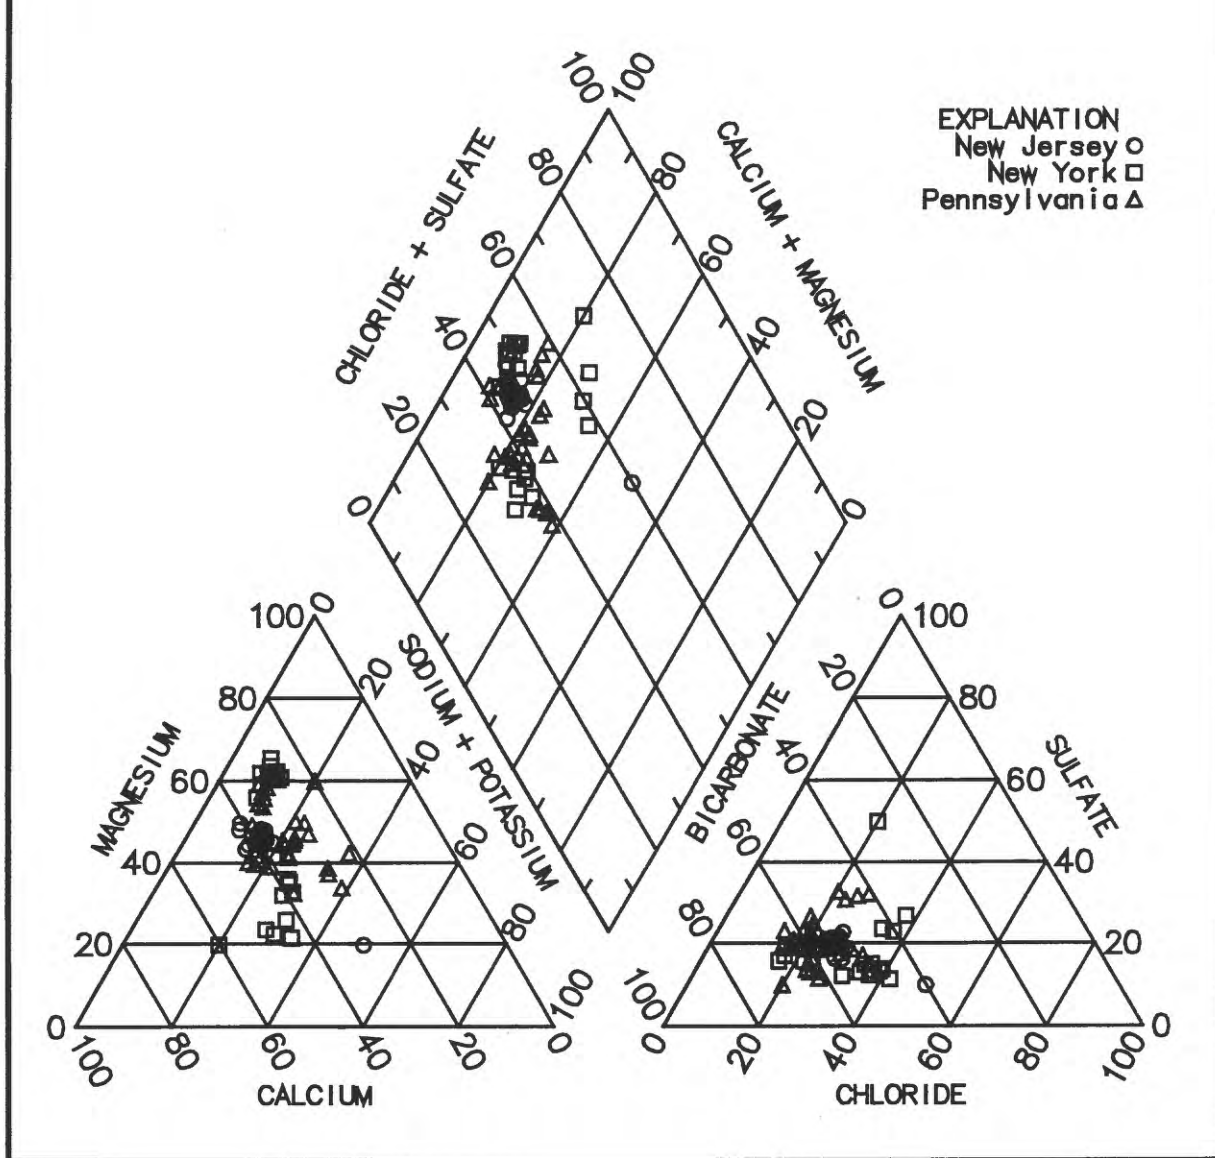 100 100
EXPLANATION
New Jersey
New York
Pennsylvania
CHLORIDE + SULFATE
CALCIUM + MAGNESIUM
80 80
60 60
40 40
20 20
0 0
SODIUM + POTASSIUM
BICARBONATE
100 0
80 20
60 40
40 60
20 80
0 100
MAGNESIUM
100 80 60 40 20 0
CALCIUM
0 100
20 80
40 60
60 40
80 20
100 0
SULFATE
0 20 40 60 80 100
CHLORIDE